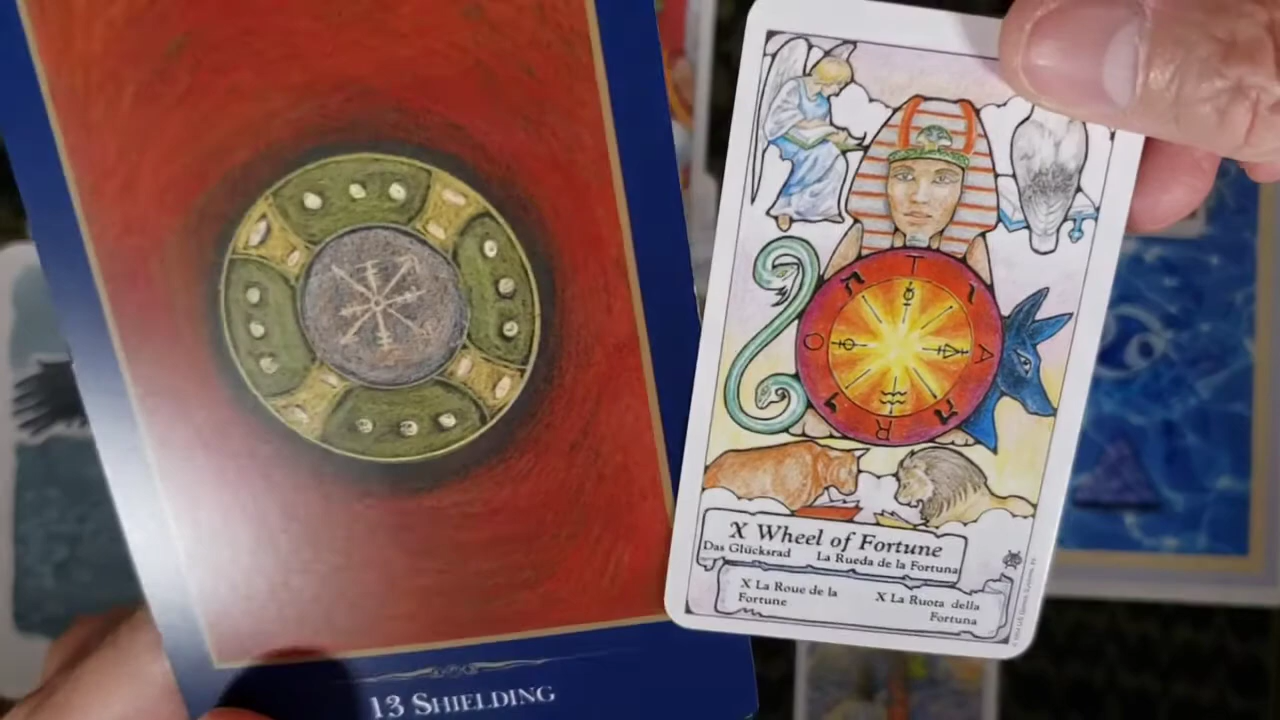 13 SHIELDING
T
A
R
O
X Wheel of Fortune
Das Glücksrad La Rueda de la Fortuna
X La Roue de la Fortune
X La Ruota della Fortuna